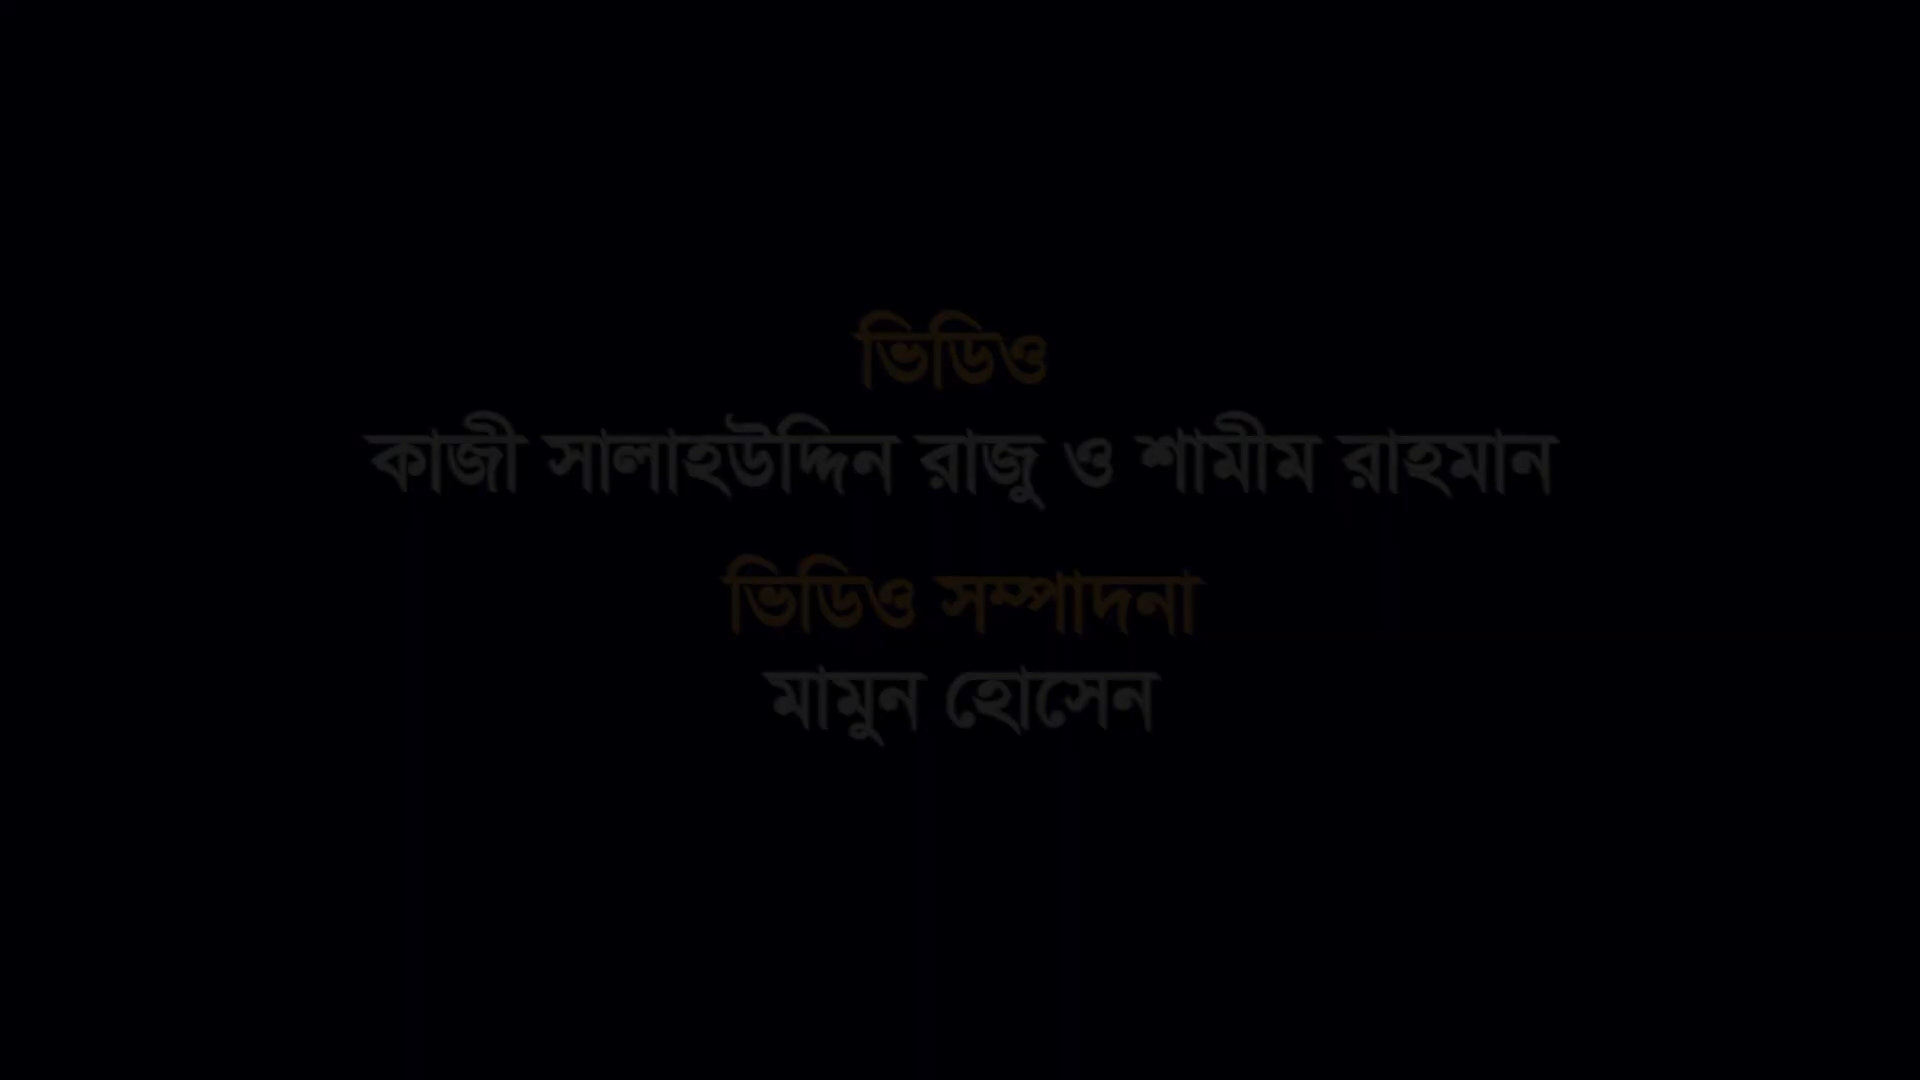 ভিডিও
কাজী সালাহউদ্দিন রাজু ও শামীম রাহমান
ভিডিও সম্পাদনা
মামুন হোসেন